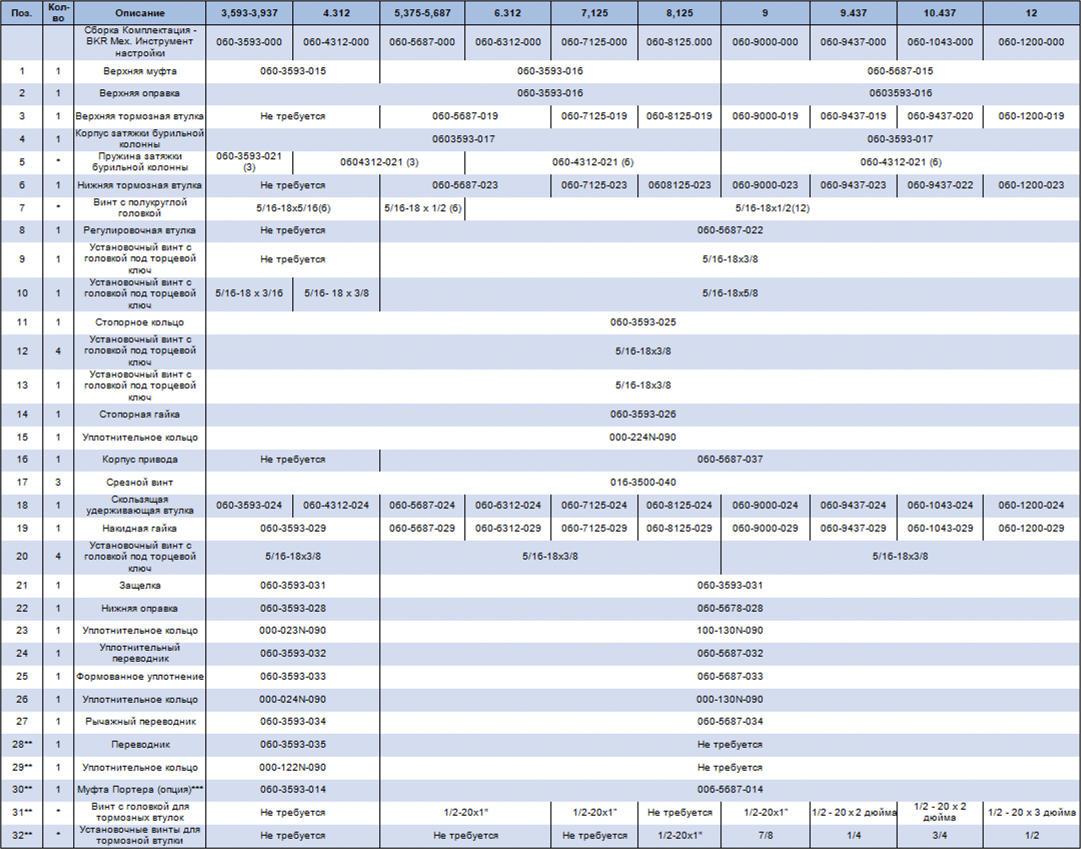 Поз. Кол-во Описание 3,593-3,937 4.312 5,375-5,687 6.312 7,125 8,125 9 9.437 10.437 12
Сборка Комплектация - BKR Мех. Инструмент настройки 060-3593-000 060-4312-000 060-5687-000 060-6312-000 060-7125-000 060-8125.000 060-9000-000 060-9437-000 060-1043-000 060-1200-000
1 1 Верхняя муфта 060-3593-015 060-3593-016 060-5687-015
2 1 Верхняя оправка 060-3593-016 0603593-016
3 1 Верхняя тормозная втулка Не требуется 060-5687-019 060-7125-019 060-8125-019 060-9000-019 060-9437-019 060-9437-020 060-1200-019
4 1 Корпус затяжки бурильной колонны 0603593-017 060-3593-017
5 * Пружина затяжки бурильной колонны 060-3593-021 (3) 0604312-021 (3) 060-4312-021 (6) 060-4312-021 (6)
6 1 Нижняя тормозная втулка Не требуется 060-5687-023 060-7125-023 0608125-023 060-9000-023 060-9437-023 060-9437-022 060-1200-023
7 * Винт с полукруглой головкой 5/16-18x5/16(6) 5/16-18 x 1/2 (6) 5/16-18x1/2(12)
8 1 Регулировочная втулка Не требуется 060-5687-022
9 1 Установочный винт с головкой под торцевой ключ Не требуется 5/16-18x3/8
10 1 Установочный винт с головкой под торцевой ключ 5/16-18 x 3/16 5/16- 18 x 3/8 5/16-18x5/8
11 1 Стопорное кольцо 060-3593-025
12 4 Установочный винт с головкой под торцевой ключ 5/16-18x3/8
13 1 Установочный винт с головкой под торцевой ключ 5/16-18x3/8
14 1 Стопорная гайка 060-3593-026
15 1 Уплотнительное кольцо 000-224N-090
16 1 Корпус привода Не требуется 060-5687-037
17 3 Срезной винт 016-3500-040
18 1 Скользящая удерживающая втулка 060-3593-024 060-4312-024 060-5687-024 060-6312-024 060-7125-024 060-8125-024 060-9000-024 060-9437-024 060-1043-024 060-1200-024
19 1 Накидная гайка 060-3593-029 060-5687-029 060-6312-029 060-7125-029 060-8125-029 060-9000-029 060-9437-029 060-1043-029 060-1200-029
20 4 Установочный винт с головкой под торцевой ключ 5/16-18x3/8 5/16-18x3/8 5/16-18x3/8
21 1 Защелка 060-3593-031 060-3593-031
22 1 Нижняя оправка 060-3593-028 060-5678-028
23 1 Уплотнительное кольцо 000-023N-090 100-130N-090
24 1 Уплотнительный переводник 060-3593-032 060-5687-032
25 1 Формованное уплотнение 060-3593-033 060-5687-033
26 1 Уплотнительное кольцо 000-024N-090 000-130N-090
27 1 Рычажный переводник 060-3593-034 060-5687-034
28** 1 Переводник 060-3593-035 Не требуется
29** 1 Уплотнительное кольцо 000-122N-090 Не требуется
30** 1 Муфта Портера (опция)*** 060-3593-014 006-5687-014
31** * Винт с головкой для тормозных втулок Не требуется 1/2-20x1" 1/2-20x1" Не требуется 1/2-20x1" 1/2 - 20 x 2 дюйма 1/2 - 20 x 2 дюйма 1/2 - 20 x 3 дюйма
32** * Установочные винты для тормозной втулки Не требуется Не требуется Не требуется 1/2-20x1" 7/8 1/4 3/4 1/2